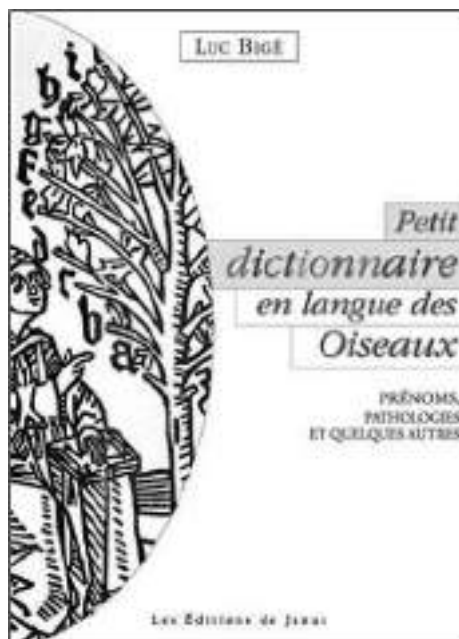 LUC BIGÉ
i
h
g
f
e
d
c
b
a
Petit
dictionnaire
en langue des
Oiseaux
PRÉNOMS,
PATHOLOGIES
ET QUELQUES AUTRES
Les Éditions de Janus